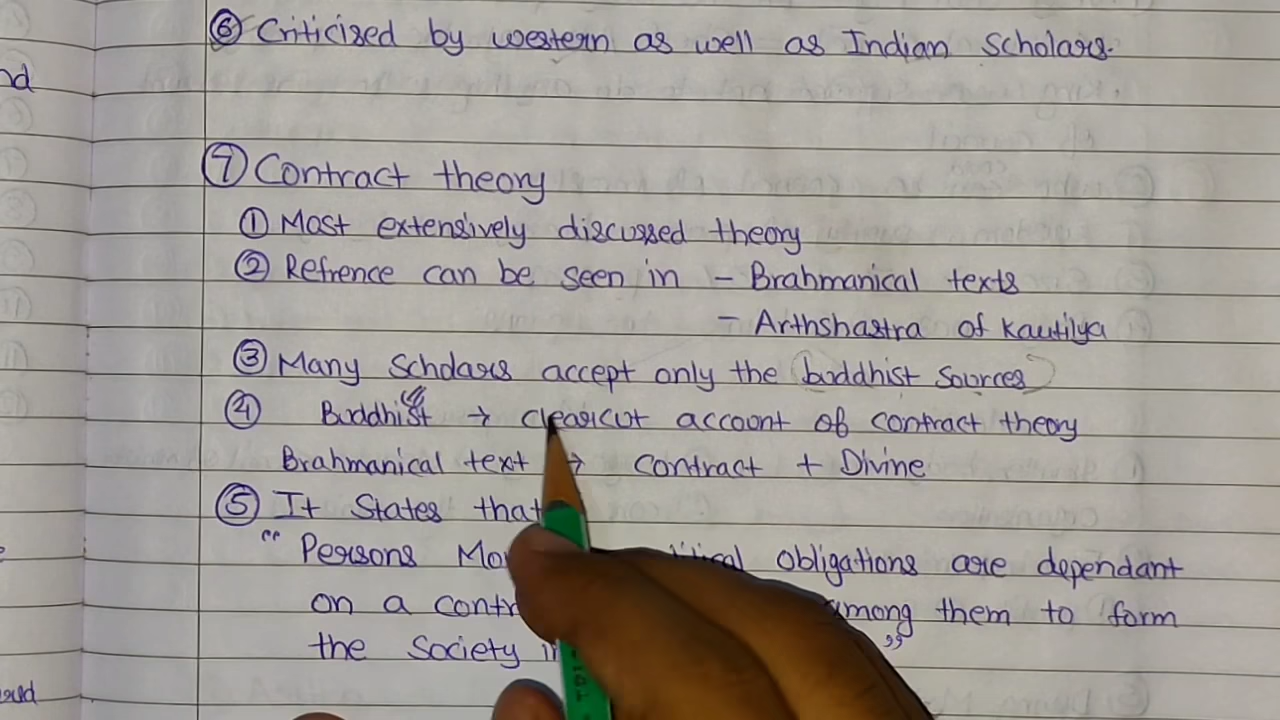 ⑥ Criticised by western as well as Indian Scholars.
nd
⑦ Contract theory
① Most extensively discussed theory
② Refrence can be seen in - Brahmanical texts
- Arthshastra of Kautilya
③ Many Scholars accept only the buddhist Sources
④ Buddhist → clearcut account of contract theory
Brahmanical text → Contract + Divine
⑤ It States that
" Persons obligations are dependant
on a among them to form
the Society "